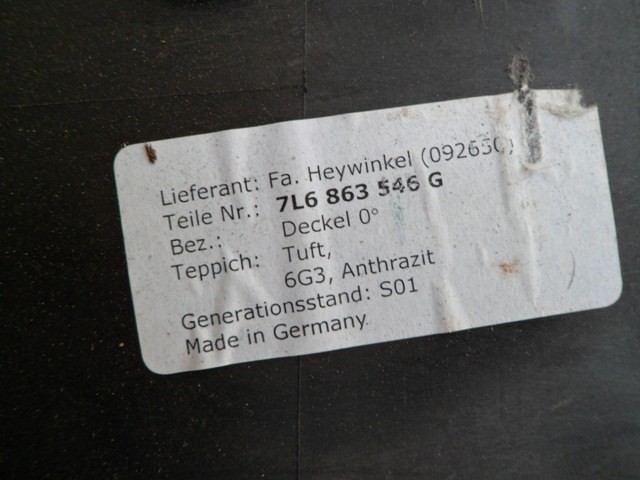 Lieferant: Fa. Heywinkel (092650)
Teile Nr.: 7L6 863 546 G
Bez.: Deckel 0°
Teppich: Tuft,
6G3, Anthrazit
Generationsstand: S01
Made in Germany